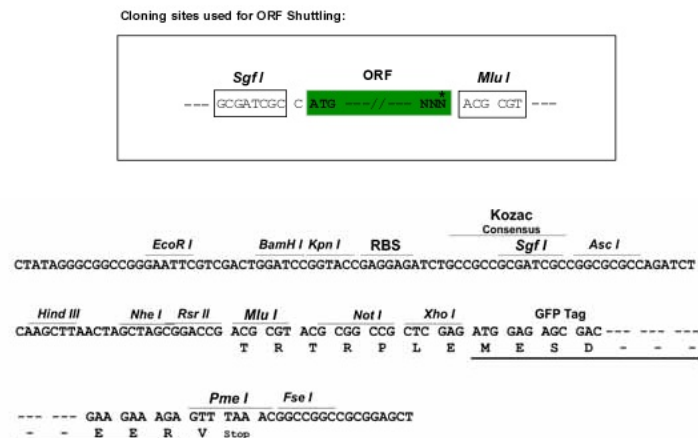 Cloning sites used for ORF Shuttling:
Sgf I ORF Mlu I
--- GCGATCGC C ATG ---//--- NNN* ACG CGT ---
Kozac
Consensus
EcoR I BamH I Kpn I RBS Sgf I Asc I
CTATAGGGCGGCCGGGAATTCGTCGACTGGATCCGGTACCGAGGAGATCTGCCGCCGCGATCGCCGGCGCGCCAGATCT
Hind III Nhe I Rsr II Mlu I Not I Xho I GFP Tag
CAAGCTTAACTAGCTAGCGGACCG ACG CGT ACG CGG CCG CTC GAG ATG GAG AGC GAC--- --- ---
T R T R P L E M E S D - - -
Pme I Fse I
--- --- GAA GAA AGA GTT TAA ACGGCCGGCCGCGGAGCT
- - E E R V Stop